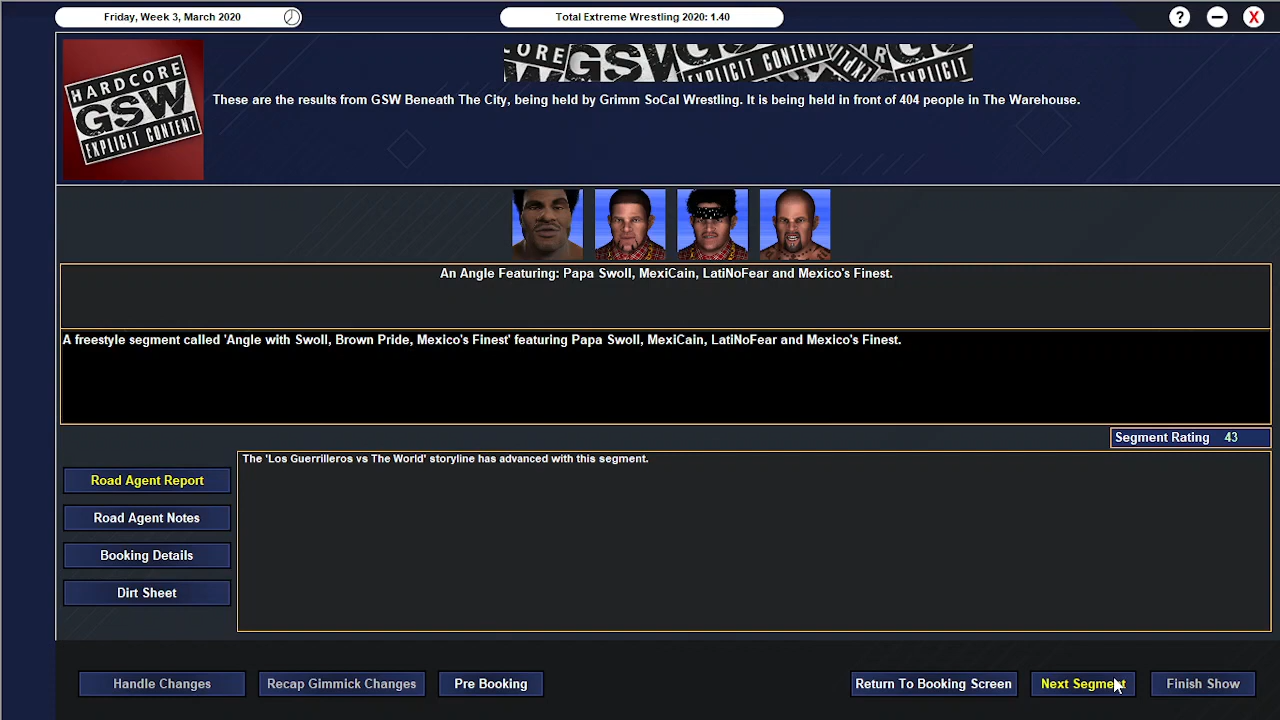 Friday, Week 3, March 2020
Total Extreme Wrestling 2020: 1.40
?
X
HARDCORE
GSW
EXPLICIT CONTENT
ORE GSW EXPLICIT CONTENT EXPLICIT
These are the results from GSW Beneath The City, being held by Grimm SoCal Wrestling. It is being held in front of 404 people in The Warehouse.
An Angle Featuring: Papa Swoll, MexiCain, LatiNoFear and Mexico's Finest.
A freestyle segment called 'Angle with Swoll, Brown Pride, Mexico's Finest' featuring Papa Swoll, MexiCain, LatiNoFear and Mexico's Finest.
Segment Rating 43
The 'Los Guerrilleros vs The World' storyline has advanced with this segment.
Road Agent Report
Road Agent Notes
Booking Details
Dirt Sheet
Handle Changes
Recap Gimmick Changes
Pre Booking
Return To Booking Screen
Next Segment
Finish Show